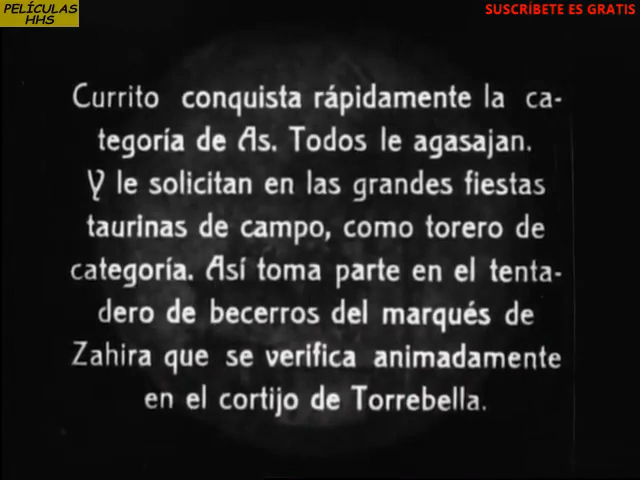 PELÍCULAS
HHS
SUSCRÍBETE ES GRATIS
Currito conquista rápidamente la ca-
tegoría de As. Todos le agasajan.
Y le solicitan en las grandes fiestas
taurinas de campo, como torero de
categoría. Así toma parte en el tenta-
dero de becerros del marqués de
Zahira que se verifica animadamente
en el cortijo de Torrebella.